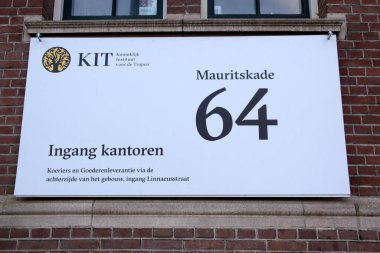 KIT
Koninklijk
Instituut
voor de Tropen
Mauritskade
64
Ingang kantoren
Koeriers en Goederenleverantie via de
achterzijde van het gebouw, ingang Linnaeusstraat